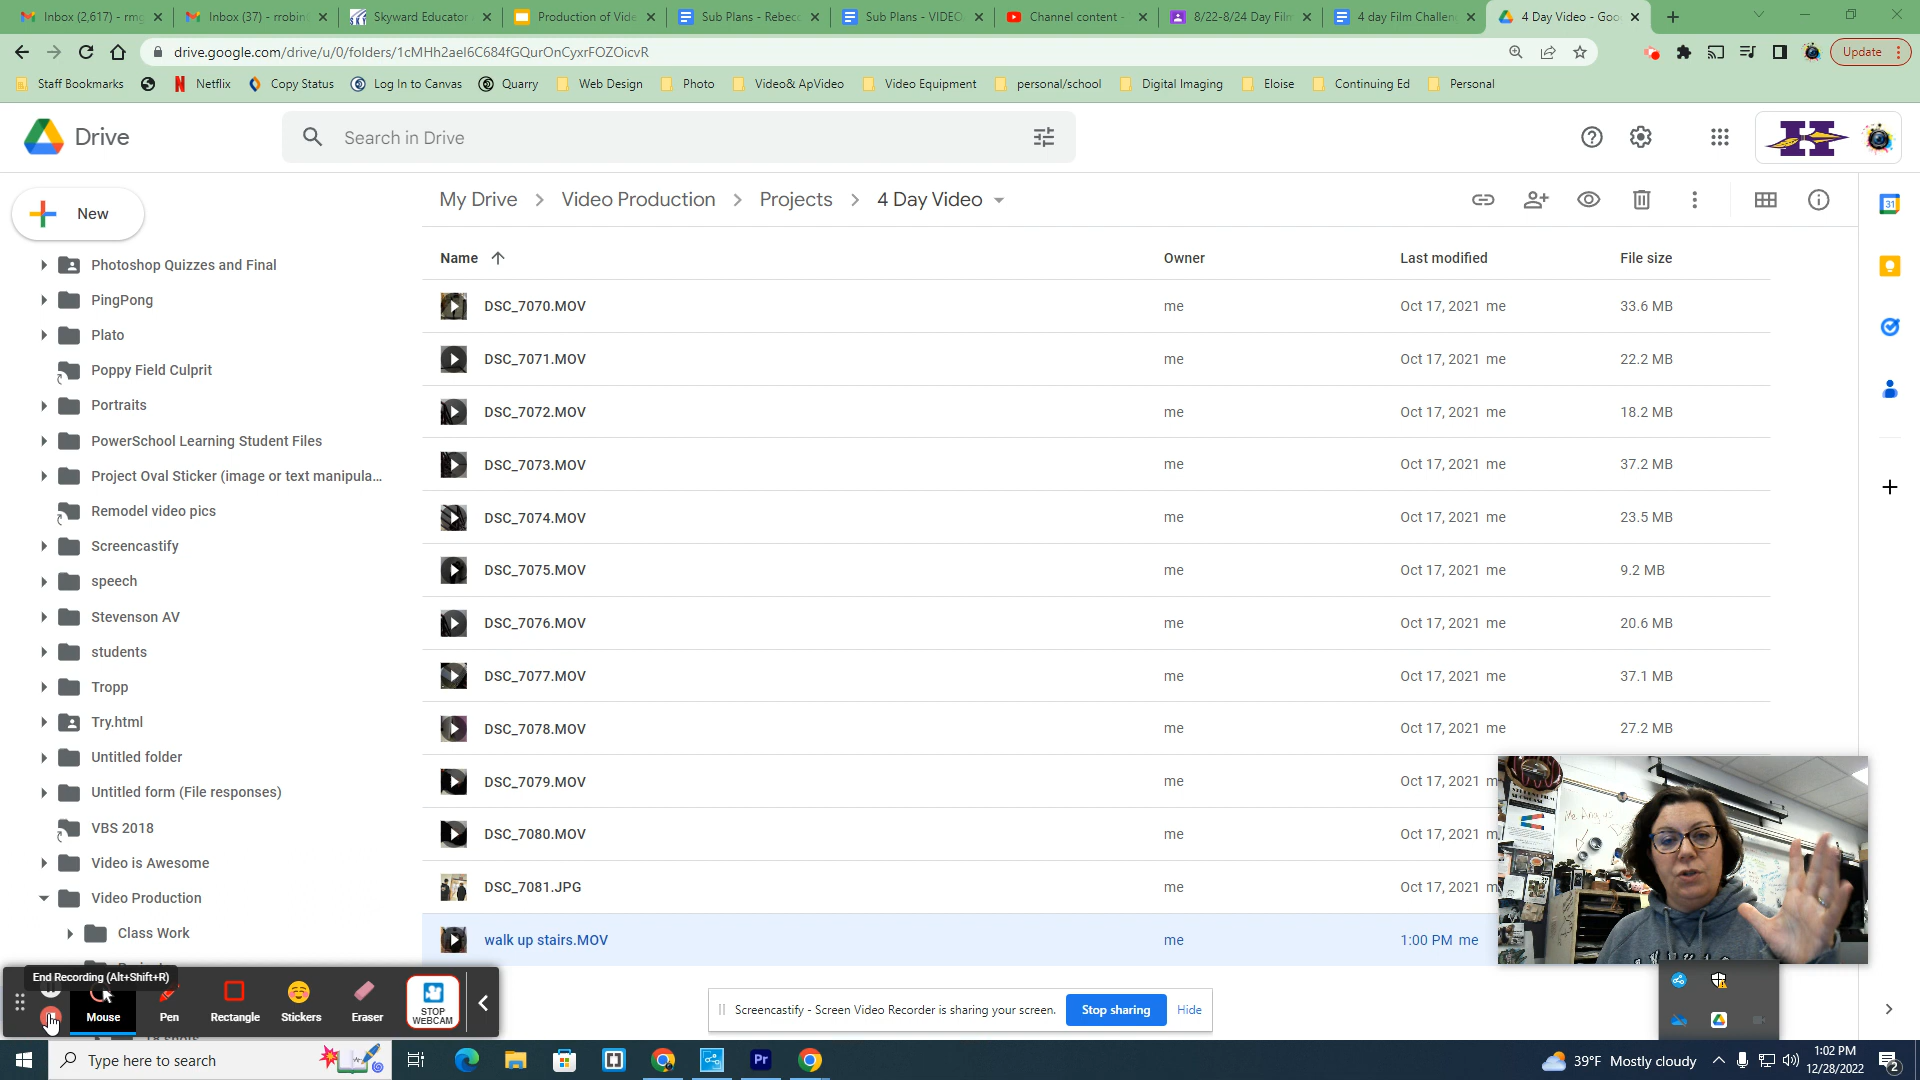 Inbox (2,617) - rmg
Inbox (37) - rrobin
Skyward Educator
Production of Vide
Sub Plans - Rebecc
Sub Plans - VIDEO
Channel content -
8/22-8/24 Day Film
4 day Film Challen
4 Day Video - Goo
drive.google.com/drive/u/0/folders/1cMHh2ael6C684fGQurOnCyxrFOZOicvR
Update
Staff Bookmarks
Netflix
Copy Status
Log In to Canvas
Quarry
Web Design
Photo
Video& ApVideo
Video Equipment
personal/school
Digital Imaging
Eloise
Continuing Ed
Personal
Drive
Search in Drive
New
My Drive > Video Production > Projects > 4 Day Video
Name
Owner
Last modified
File size
Photoshop Quizzes and Final
PingPong
Plato
Poppy Field Culprit
Portraits
PowerSchool Learning Student Files
Project Oval Sticker (image or text manipula...
Remodel video pics
Screencastify
speech
Stevenson AV
students
Tropp
Try.html
Untitled folder
Untitled form (File responses)
VBS 2018
Video is Awesome
Video Production
Class Work
DSC_7070.MOV me Oct 17, 2021 me 33.6 MB
DSC_7071.MOV me Oct 17, 2021 me 22.2 MB
DSC_7072.MOV me Oct 17, 2021 me 18.2 MB
DSC_7073.MOV me Oct 17, 2021 me 37.2 MB
DSC_7074.MOV me Oct 17, 2021 me 23.5 MB
DSC_7075.MOV me Oct 17, 2021 me 9.2 MB
DSC_7076.MOV me Oct 17, 2021 me 20.6 MB
DSC_7077.MOV me Oct 17, 2021 me 37.1 MB
DSC_7078.MOV me Oct 17, 2021 me 27.2 MB
DSC_7079.MOV me Oct 17, 2021 m
DSC_7080.MOV me Oct 17, 2021 m
DSC_7081.JPG me Oct 17, 2021 m
walk up stairs.MOV me 1:00 PM me
End Recording (Alt+Shift+R)
Mouse
Pen
Rectangle
Stickers
Eraser
STOP
WEBCAM
Screencastify - Screen Video Recorder is sharing your screen.
Stop sharing
Hide
Type here to search
Pr
39°F Mostly cloudy
1:02 PM
12/28/2022
2